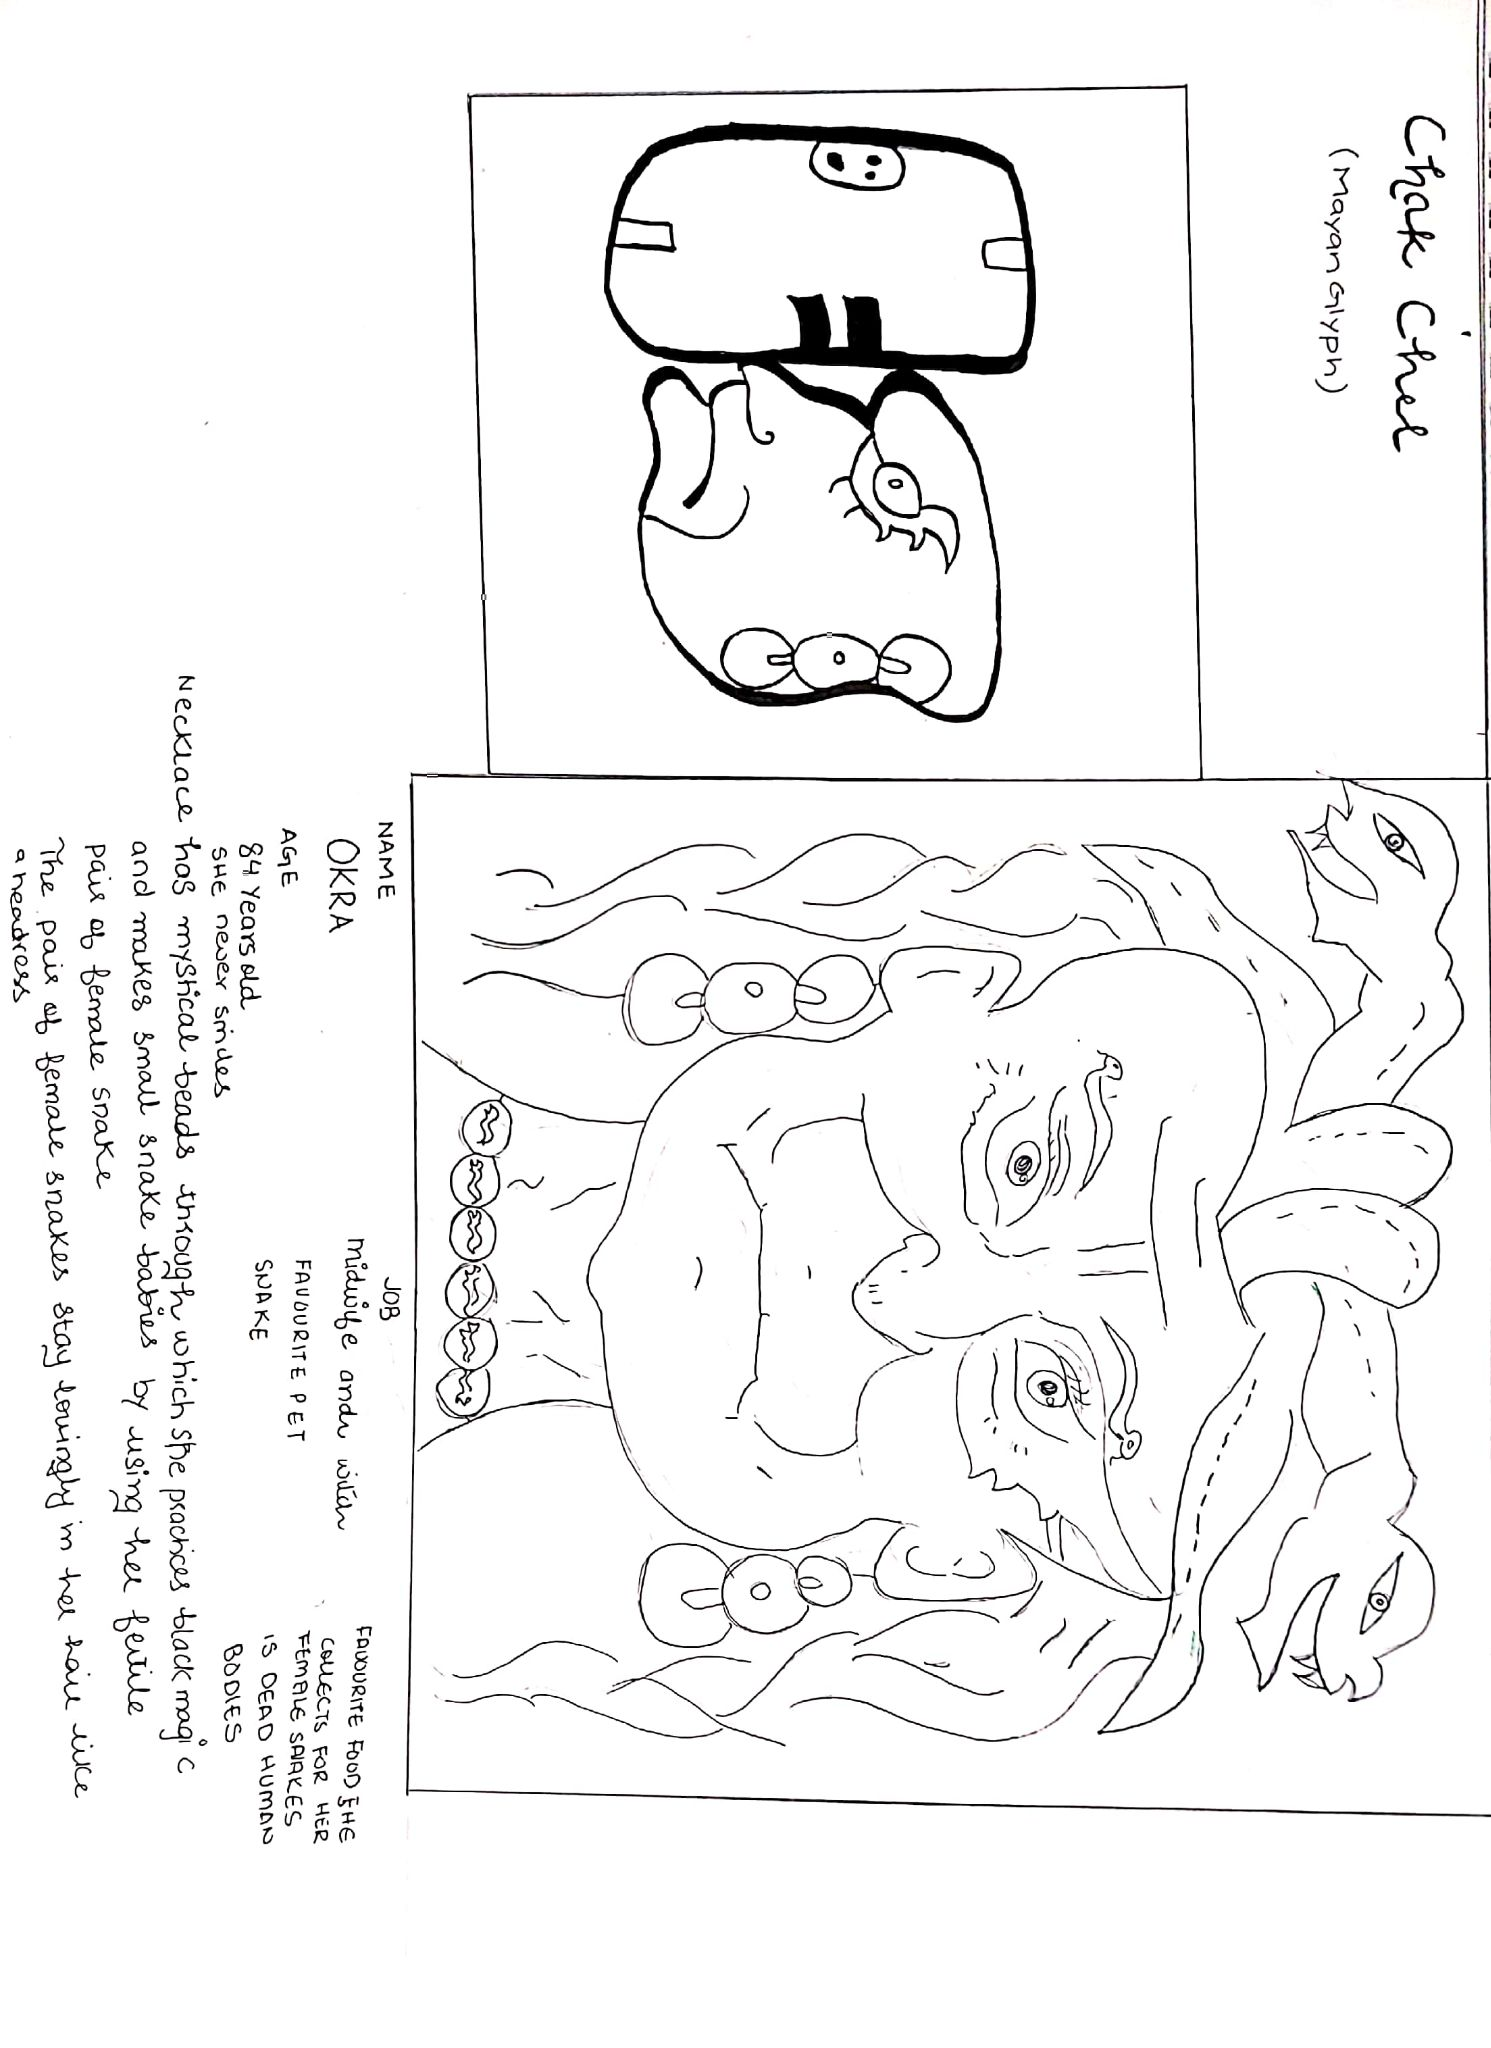 Chak Chel
(Mayan Glyph)
NAME
OKRA
AGE
84 Years old
SHE never smiles
JOB
midwife and witch
FAVOURITE PET
SNAKE
FAVOURITE FOOD SHE
COLLECTS FOR HER
FEMALE SNAKES
IS DEAD HUMAN
BODIES
Necklace has mystical beads through which she practices black magic
and makes small snake babies by using her fertile
pair of female snake
The pair of female snakes stay lovingly in her hair like
a headress